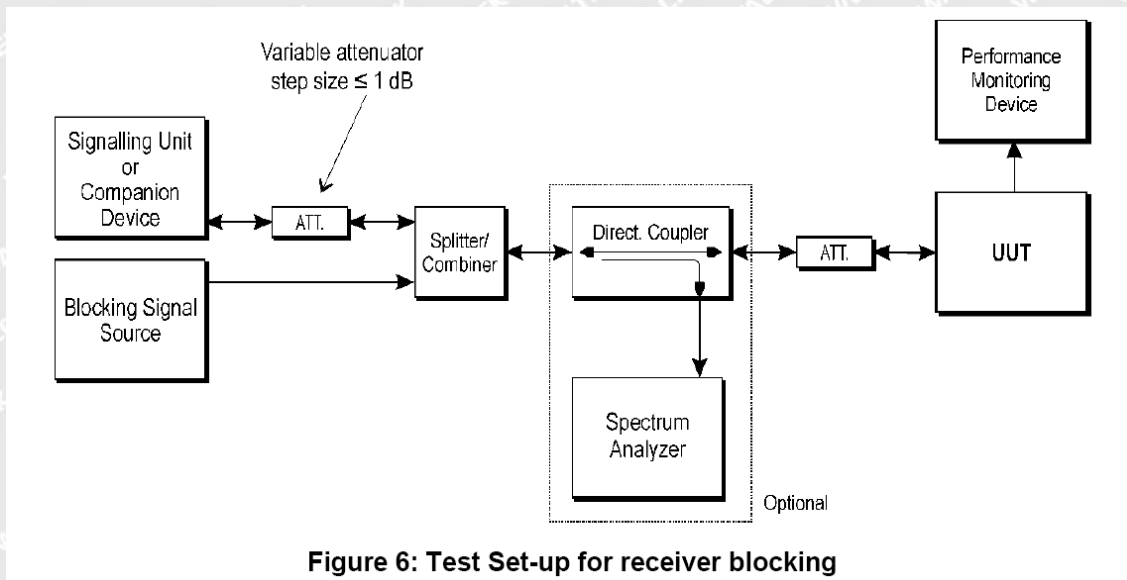 Variable attenuator
step size ≤ 1 dB
Performance
Monitoring
Device
Signalling Unit
or
Companion
Device
ATT.
Splitter/
Combiner
Direct. Coupler
ATT.
UUT
Blocking Signal
Source
Spectrum
Analyzer
Optional
Figure 6: Test Set-up for receiver blocking